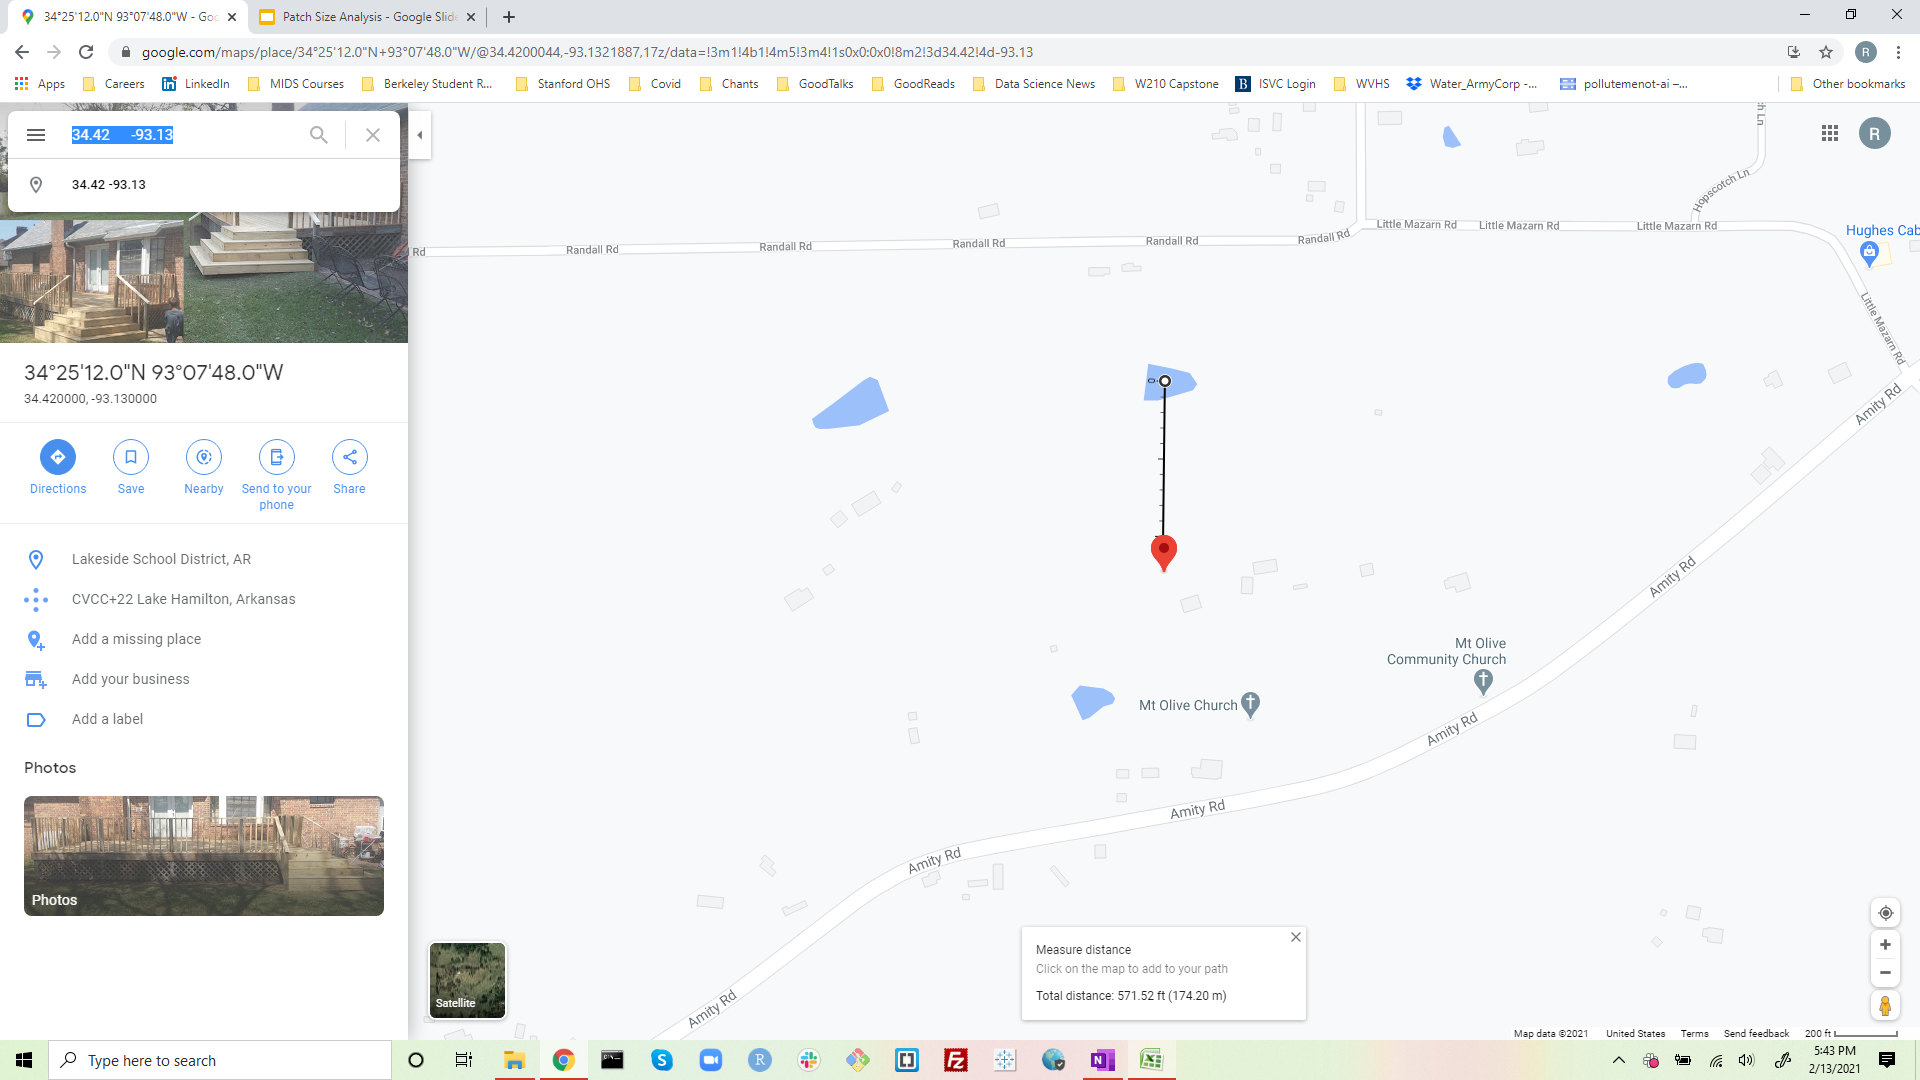 34°25'12.0"N 93°07'48.0"W - Goo
Patch Size Analysis - Google Slide
google.com/maps/place/34°25'12.0"N+93°07'48.0"W/@34.4200044,-93.1321887,17z/data=!3m1!4b1!4m5!3m4!1s0x0:0x0!8m2!3d34.42!4d-93.13
R
Apps
Careers
LinkedIn
MIDS Courses
Berkeley Student R...
Stanford OHS
Covid
Chants
GoodTalks
GoodReads
Data Science News
W210 Capstone
B
ISVC Login
WVHS
Water_ArmyCorp -...
pollutemenot-ai –...
Other bookmarks
34.42 -93.13
34.42 -93.13
34°25'12.0"N 93°07'48.0"W
34.420000, -93.130000
Directions
Save
Nearby
Send to your
phone
Share
Lakeside School District, AR
CVCC+22 Lake Hamilton, Arkansas
Add a missing place
Add your business
Add a label
Photos
Photos
R
Hopscotch Ln
Little Mazarn Rd
Little Mazarn Rd
Little Mazarn Rd
Rd
Randall Rd
Randall Rd
Randall Rd
Randall Rd
Randall Rd
Hughes Cab
Little Mazarn Rd
Amity Rd
Amity Rd
Mt Olive
Community Church
Mt Olive Church
Amity Rd
Amity Rd
Amity Rd
Amity Rd
Satellite
Measure distance
Click on the map to add to your path
Total distance: 571.52 ft (174.20 m)
Map data ©2021
United States
Terms
Send feedback
200 ft
Type here to search
5:43 PM
2/13/2021